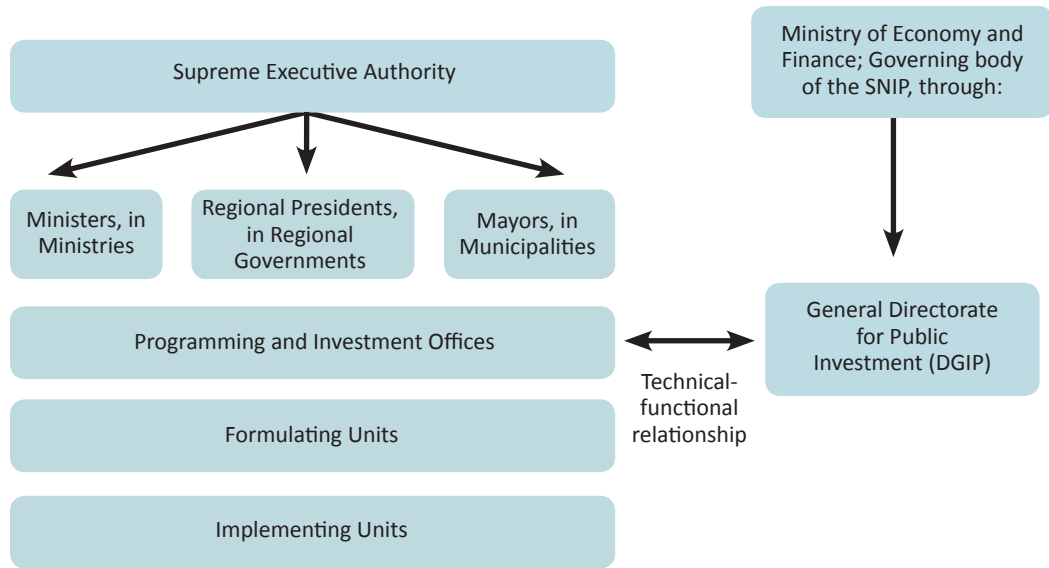 Supreme Executive Authority
Ministry of Economy and
Finance; Governing body
of the SNIP, through:
Ministers, in
Ministries
Regional Presidents,
in Regional
Governments
Mayors, in
Municipalities
Programming and Investment Offices
General Directorate
for Public
Investment (DGIP)
Technical-
functional
relationship
Formulating Units
Implementing Units